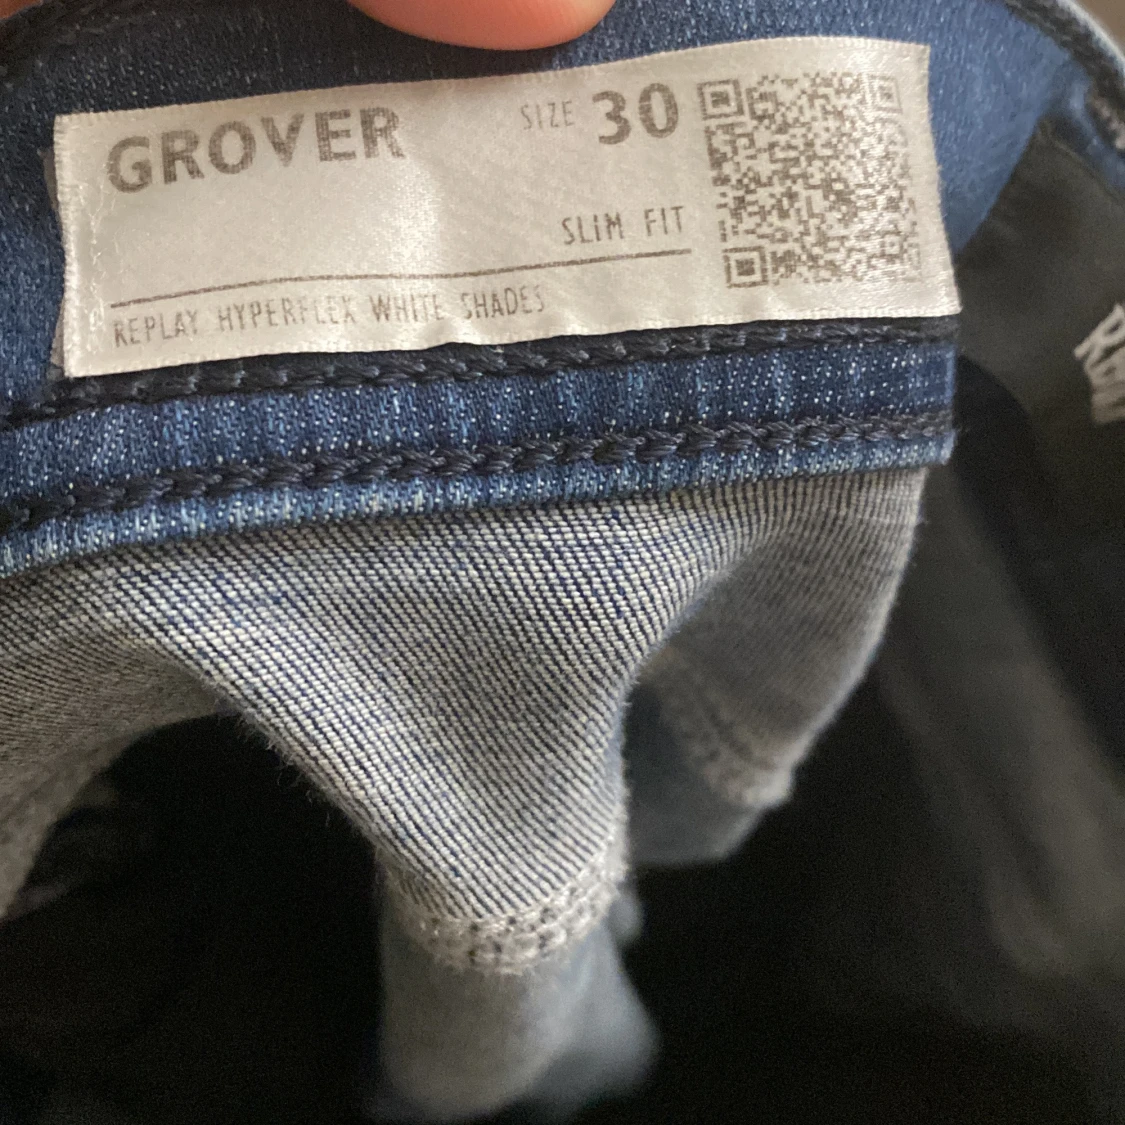 GROVER
SIZE 30
SLIM FIT
REPLAY HYPERFLEX WHITE SHADES